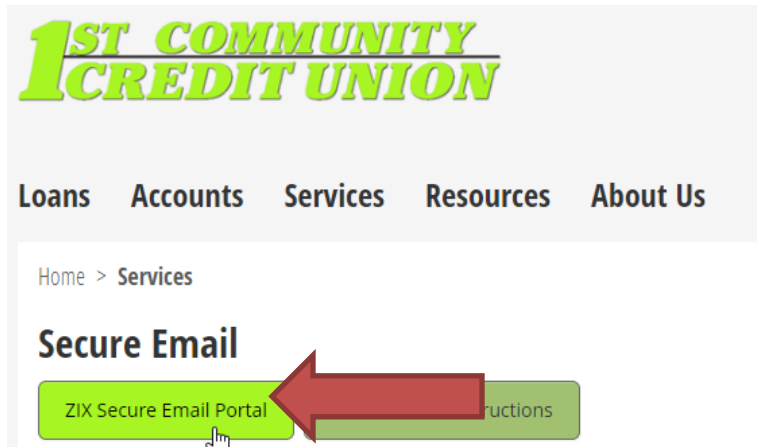 1ST COMMUNITY
CREDIT UNION
Loans Accounts Services Resources About Us
Home > Services
Secure Email
ZIX Secure Email Portal